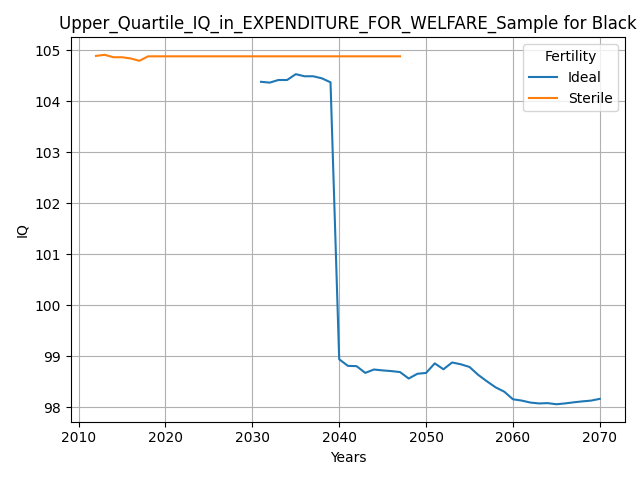 Upper_Quartile_IQ_in_EXPENDITURE_FOR_WELFARE_Sample for Black
Fertility
Ideal
Sterile
105
104
103
102
101
100
99
98
IQ
2010 2020 2030 2040 2050 2060 2070
Years